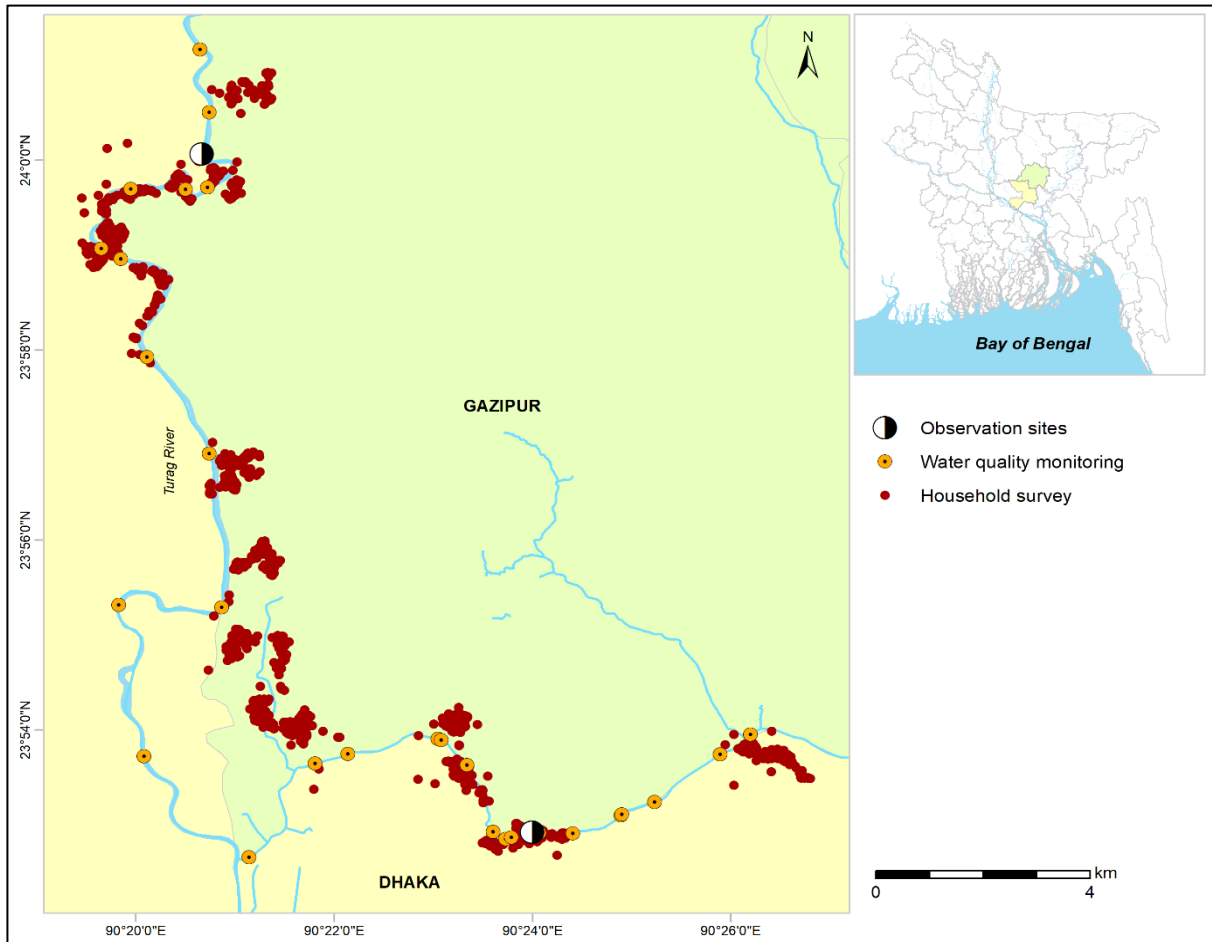 N
24°0'0"N
23°58'0"N
23°56'0"N
23°54'0"N
GAZIPUR
Turag River
DHAKA
90°20'0"E
90°22'0"E
90°24'0"E
90°26'0"E
Bay of Bengal
Observation sites
Water quality monitoring
Household survey
km
0
4